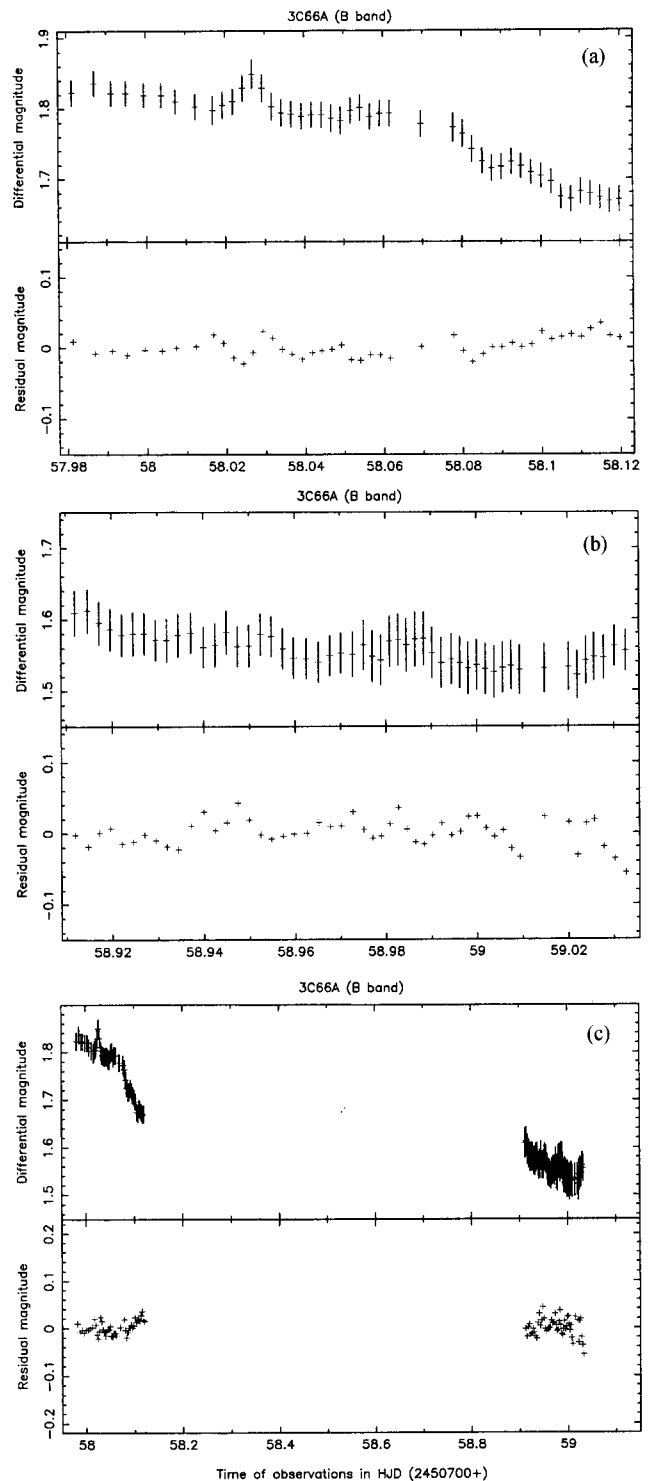 3C66A (B band)
(a)
Differential magnitude
1.9
1.8
1.7
Residual magnitude
0.1
0
−0.1
57.98 58 58.02 58.04 58.06 58.08 58.1 58.12
3C66A (B band)
(b)
Differential magnitude
1.7
1.6
1.5
Residual magnitude
0.1
0
−0.1
58.92 58.94 58.96 58.98 59 59.02
3C66A (B band)
(c)
Differential magnitude
1.8
1.7
1.6
1.5
Residual magnitude
0.2
0.1
0
−0.1
−0.2
58 58.2 58.4 58.6 58.8 59
Time of observations in HJD (2450700+)